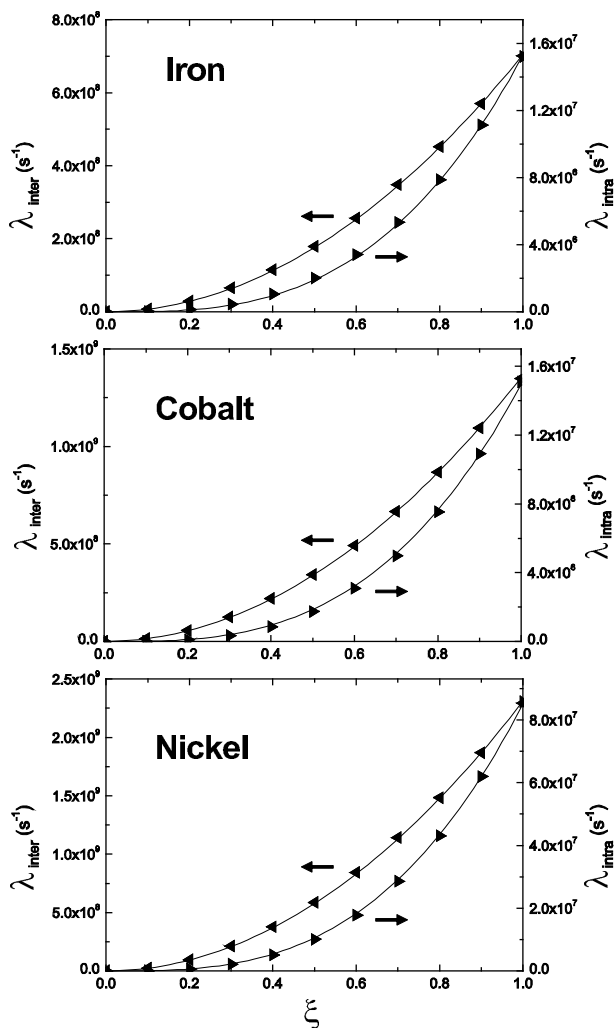 Iron
8.0x10⁸
6.0x10⁸
4.0x10⁸
2.0x10⁸
0.0
λ inter (s⁻¹)
1.6x10⁷
1.2x10⁷
8.0x10⁶
4.0x10⁶
0.0
λ intra (s⁻¹)
0.0 0.2 0.4 0.6 0.8 1.0
Cobalt
1.5x10⁹
1.0x10⁹
5.0x10⁸
0.0
λ inter (s⁻¹)
1.6x10⁷
1.2x10⁷
8.0x10⁶
4.0x10⁶
0.0
λ intra (s⁻¹)
0.0 0.2 0.4 0.6 0.8 1.0
Nickel
2.5x10⁹
2.0x10⁹
1.5x10⁹
1.0x10⁹
5.0x10⁸
0.0
λ inter (s⁻¹)
8.0x10⁷
6.0x10⁷
4.0x10⁷
2.0x10⁷
0.0
λ intra (s⁻¹)
0.0 0.2 0.4 0.6 0.8 1.0
ξ